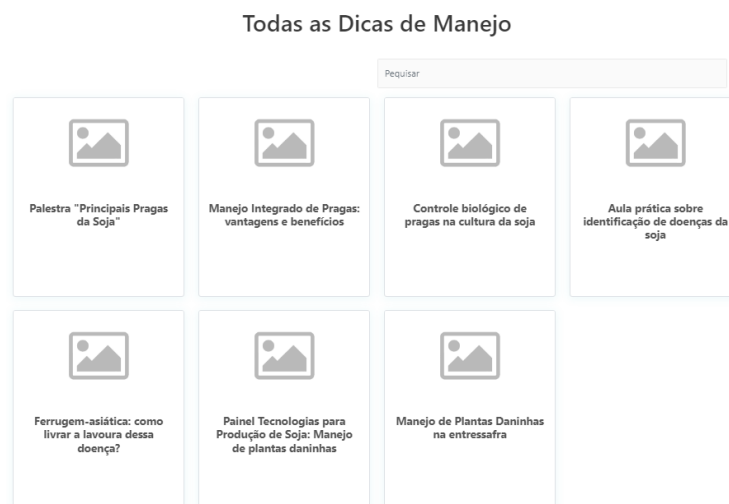 Todas as Dicas de Manejo
Pequisar
Palestra "Principais Pragas
da Soja"
Manejo Integrado de Pragas:
vantagens e benefícios
Controle biológico de
pragas na cultura da soja
Aula prática sobre
identificação de doenças da
soja
Ferrugem-asiática: como
livrar a lavoura dessa
doença?
Painel Tecnologias para
Produção de Soja: Manejo
de plantas daninhas
Manejo de Plantas Daninhas
na entressafra